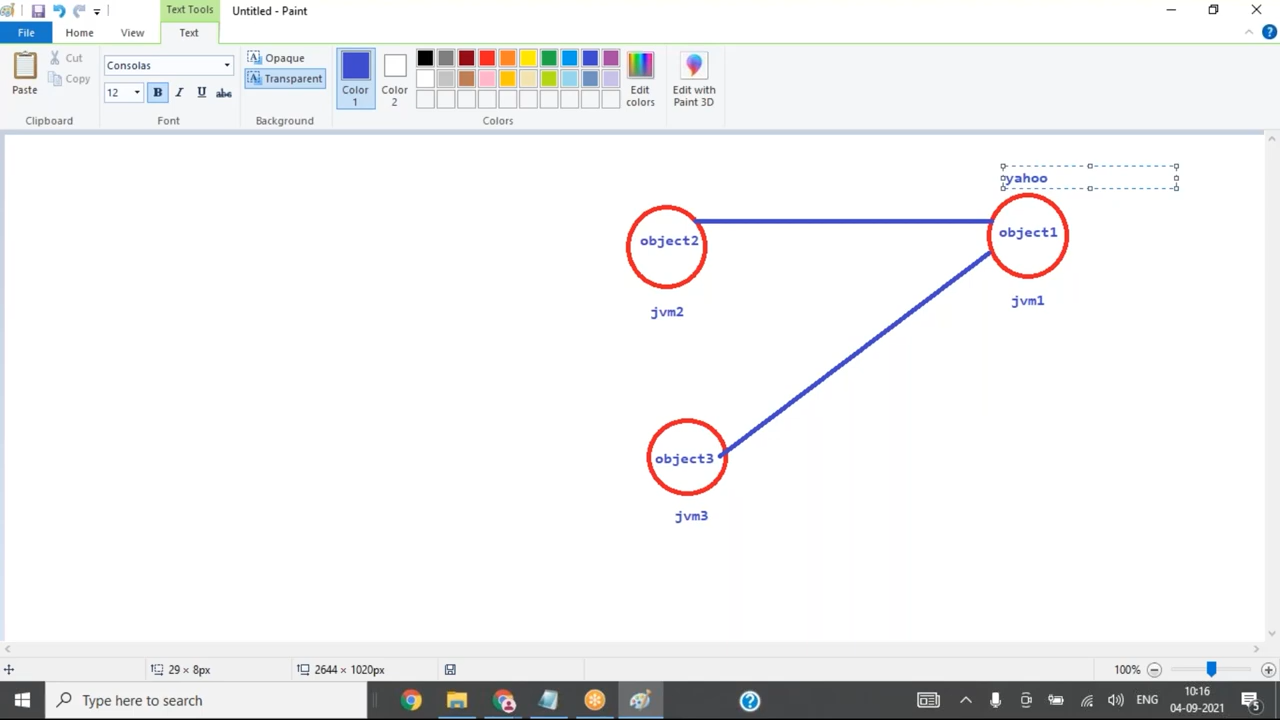 Text Tools
Untitled - Paint
File
Home
View
Text
Paste
Cut
Copy
Clipboard
Consolas
12
B
I
U
abc
Font
Opaque
Transparent
Background
Color 1
Color 2
Edit colors
Colors
Edit with Paint 3D
yahoo
object2
object1
jvm2
jvm1
object3
jvm3
29 × 8px
2644 × 1020px
100%
Type here to search
ENG
10:16
04-09-2021
5